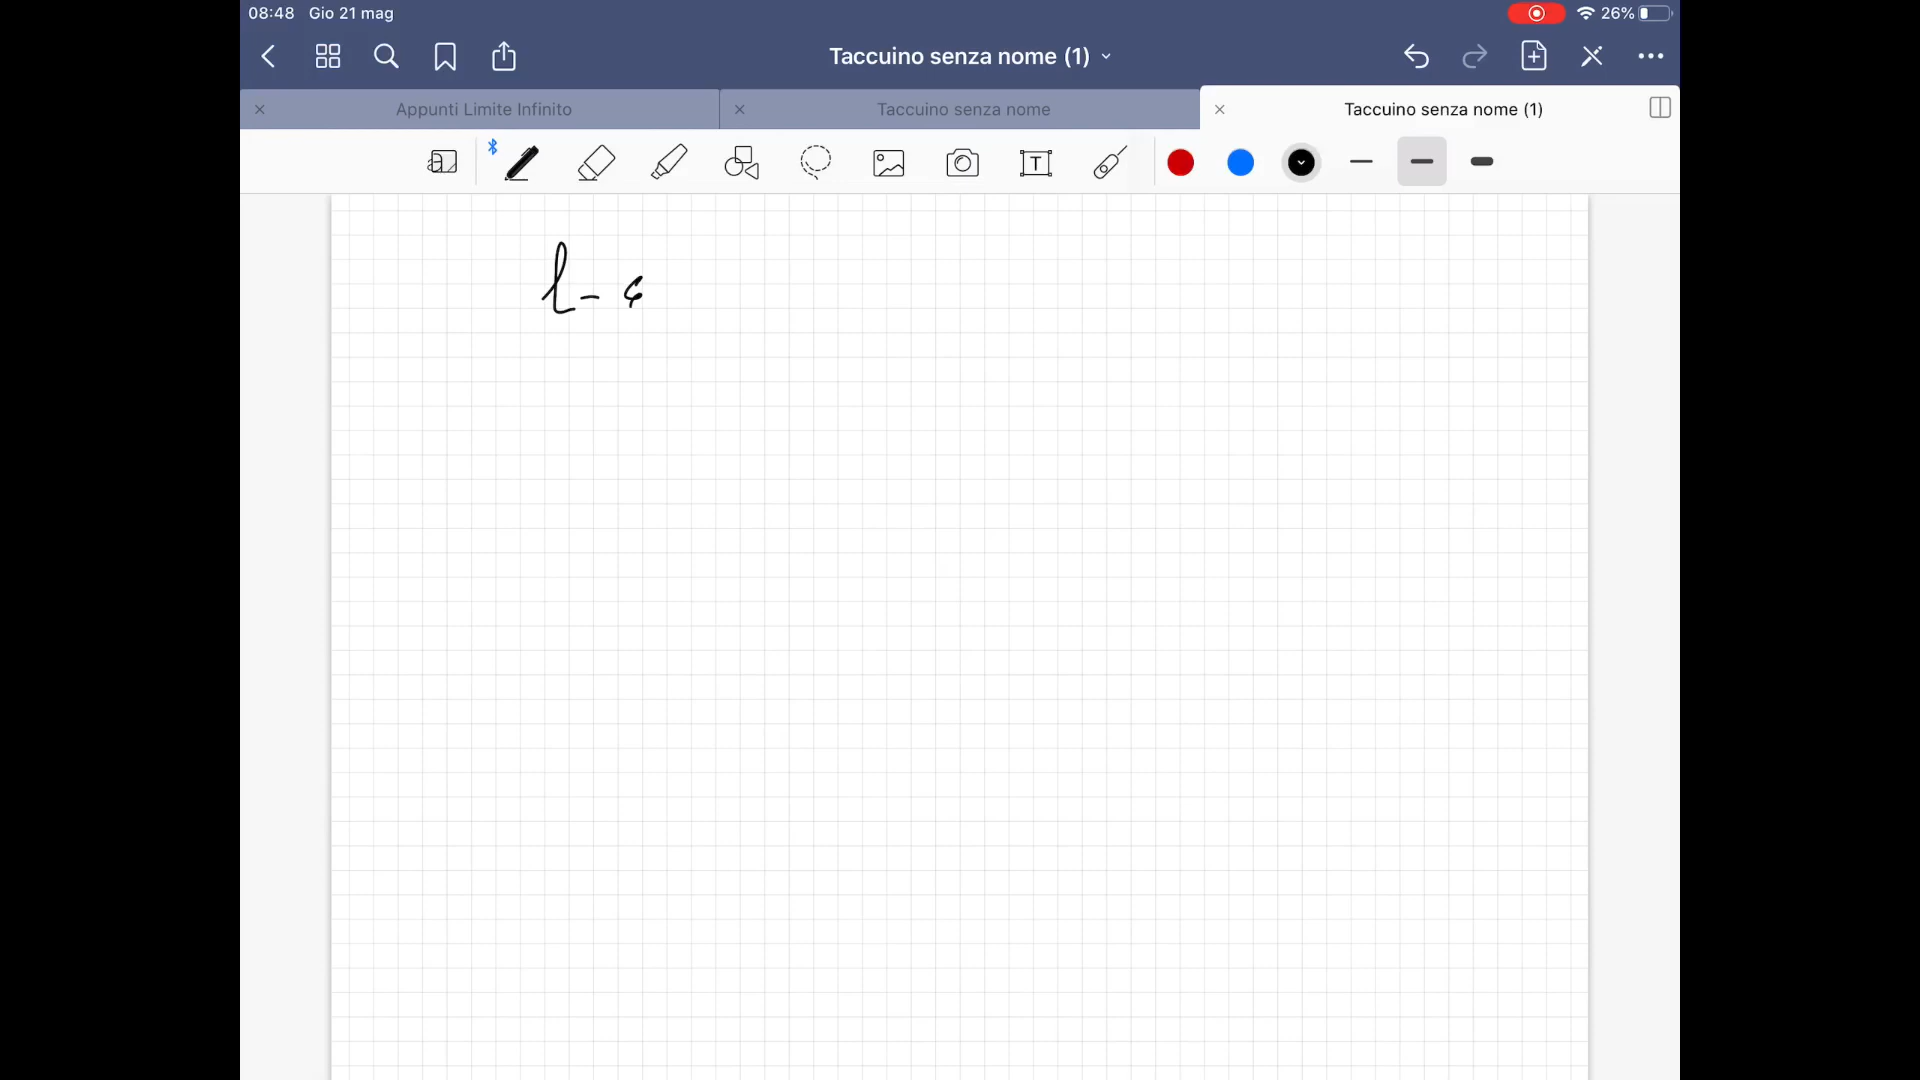 08:48 Gio 21 mag 26%
Taccuino senza nome (1)
Appunti Limite Infinito Taccuino senza nome Taccuino senza nome (1)
T
l-